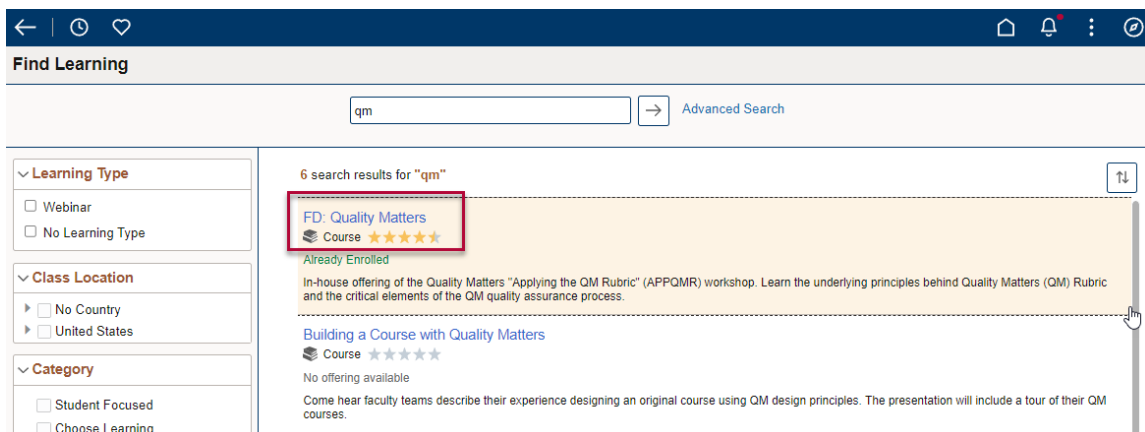 Find Learning
qm
Advanced Search
Learning Type
Webinar
No Learning Type
Class Location
No Country
United States
Category
Student Focused
Choose Learning
6 search results for "qm"
FD: Quality Matters
Course
Already Enrolled
In-house offering of the Quality Matters "Applying the QM Rubric" (APPQMR) workshop. Learn the underlying principles behind Quality Matters (QM) Rubric
and the critical elements of the QM quality assurance process.
Building a Course with Quality Matters
Course
No offering available
Come hear faculty teams describe their experience designing an original course using QM design principles. The presentation will include a tour of their QM
courses.